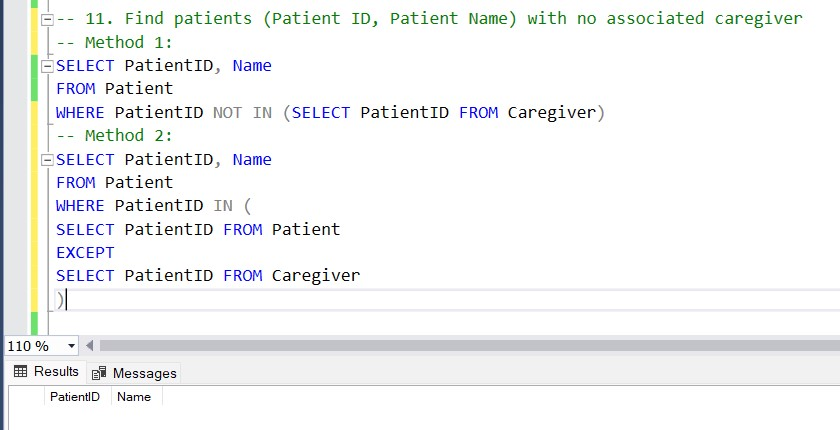 -- 11. Find patients (Patient ID, Patient Name) with no associated caregiver
-- Method 1:
SELECT PatientID, Name
FROM Patient
WHERE PatientID NOT IN (SELECT PatientID FROM Caregiver)
-- Method 2:
SELECT PatientID, Name
FROM Patient
WHERE PatientID IN (
SELECT PatientID FROM Patient
EXCEPT
SELECT PatientID FROM Caregiver
)
110 %
Results Messages
PatientID Name